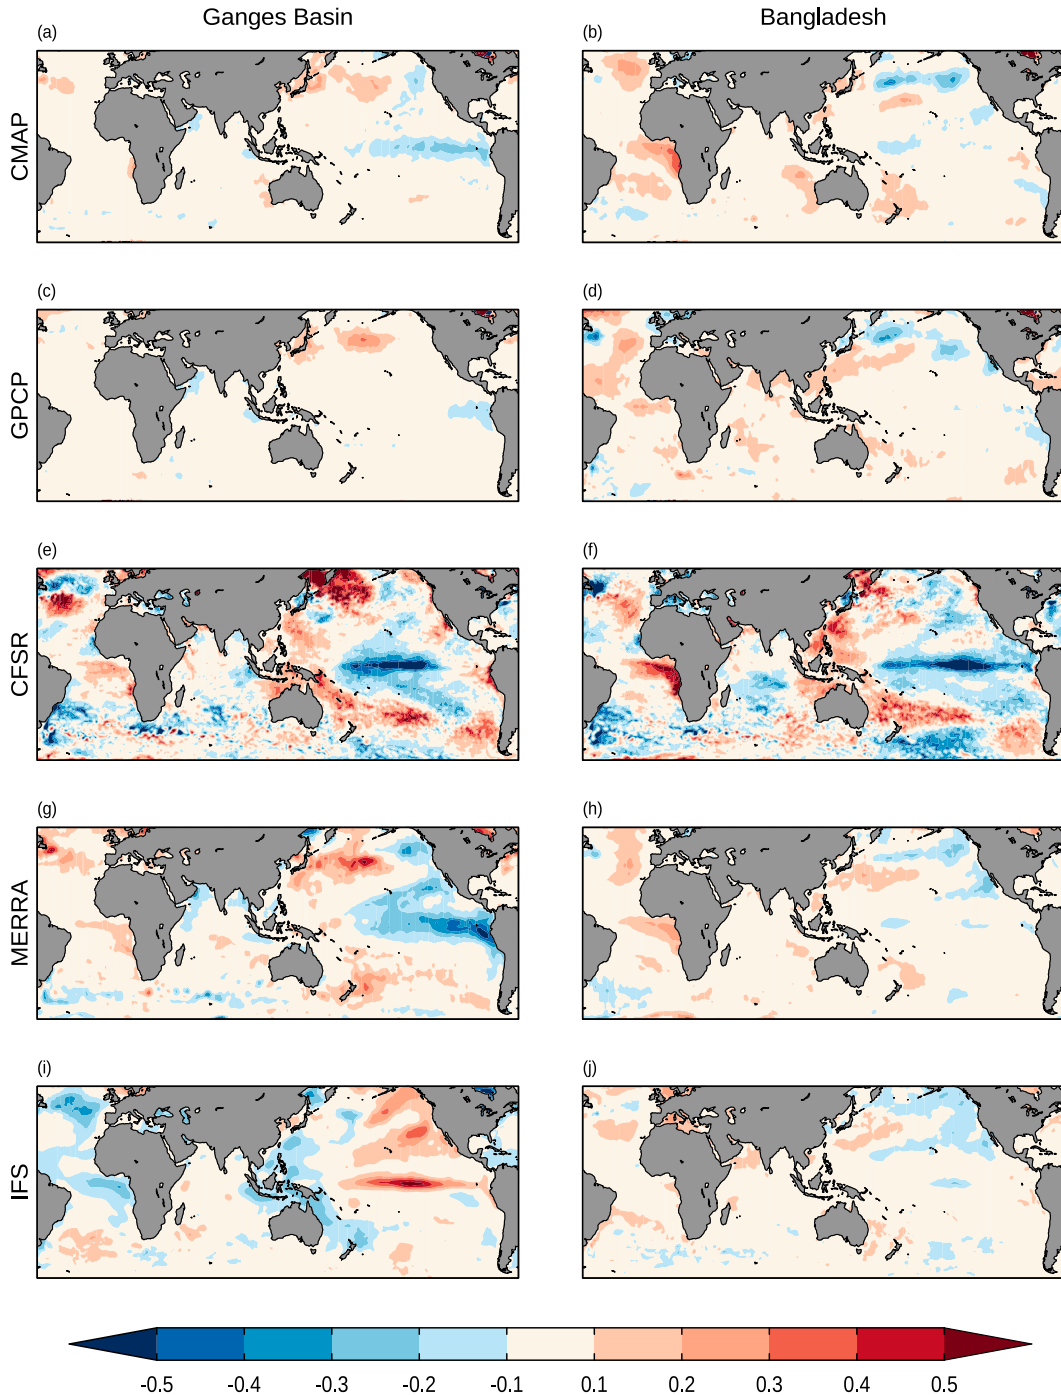 Ganges Basin Bangladesh
(a) (b)
CMAP
(c) (d)
GPCP
(e) (f)
CFSR
(g) (h)
MERRA
(i) (j)
IFS
-0.5 -0.4 -0.3 -0.2 -0.1 0.1 0.2 0.3 0.4 0.5